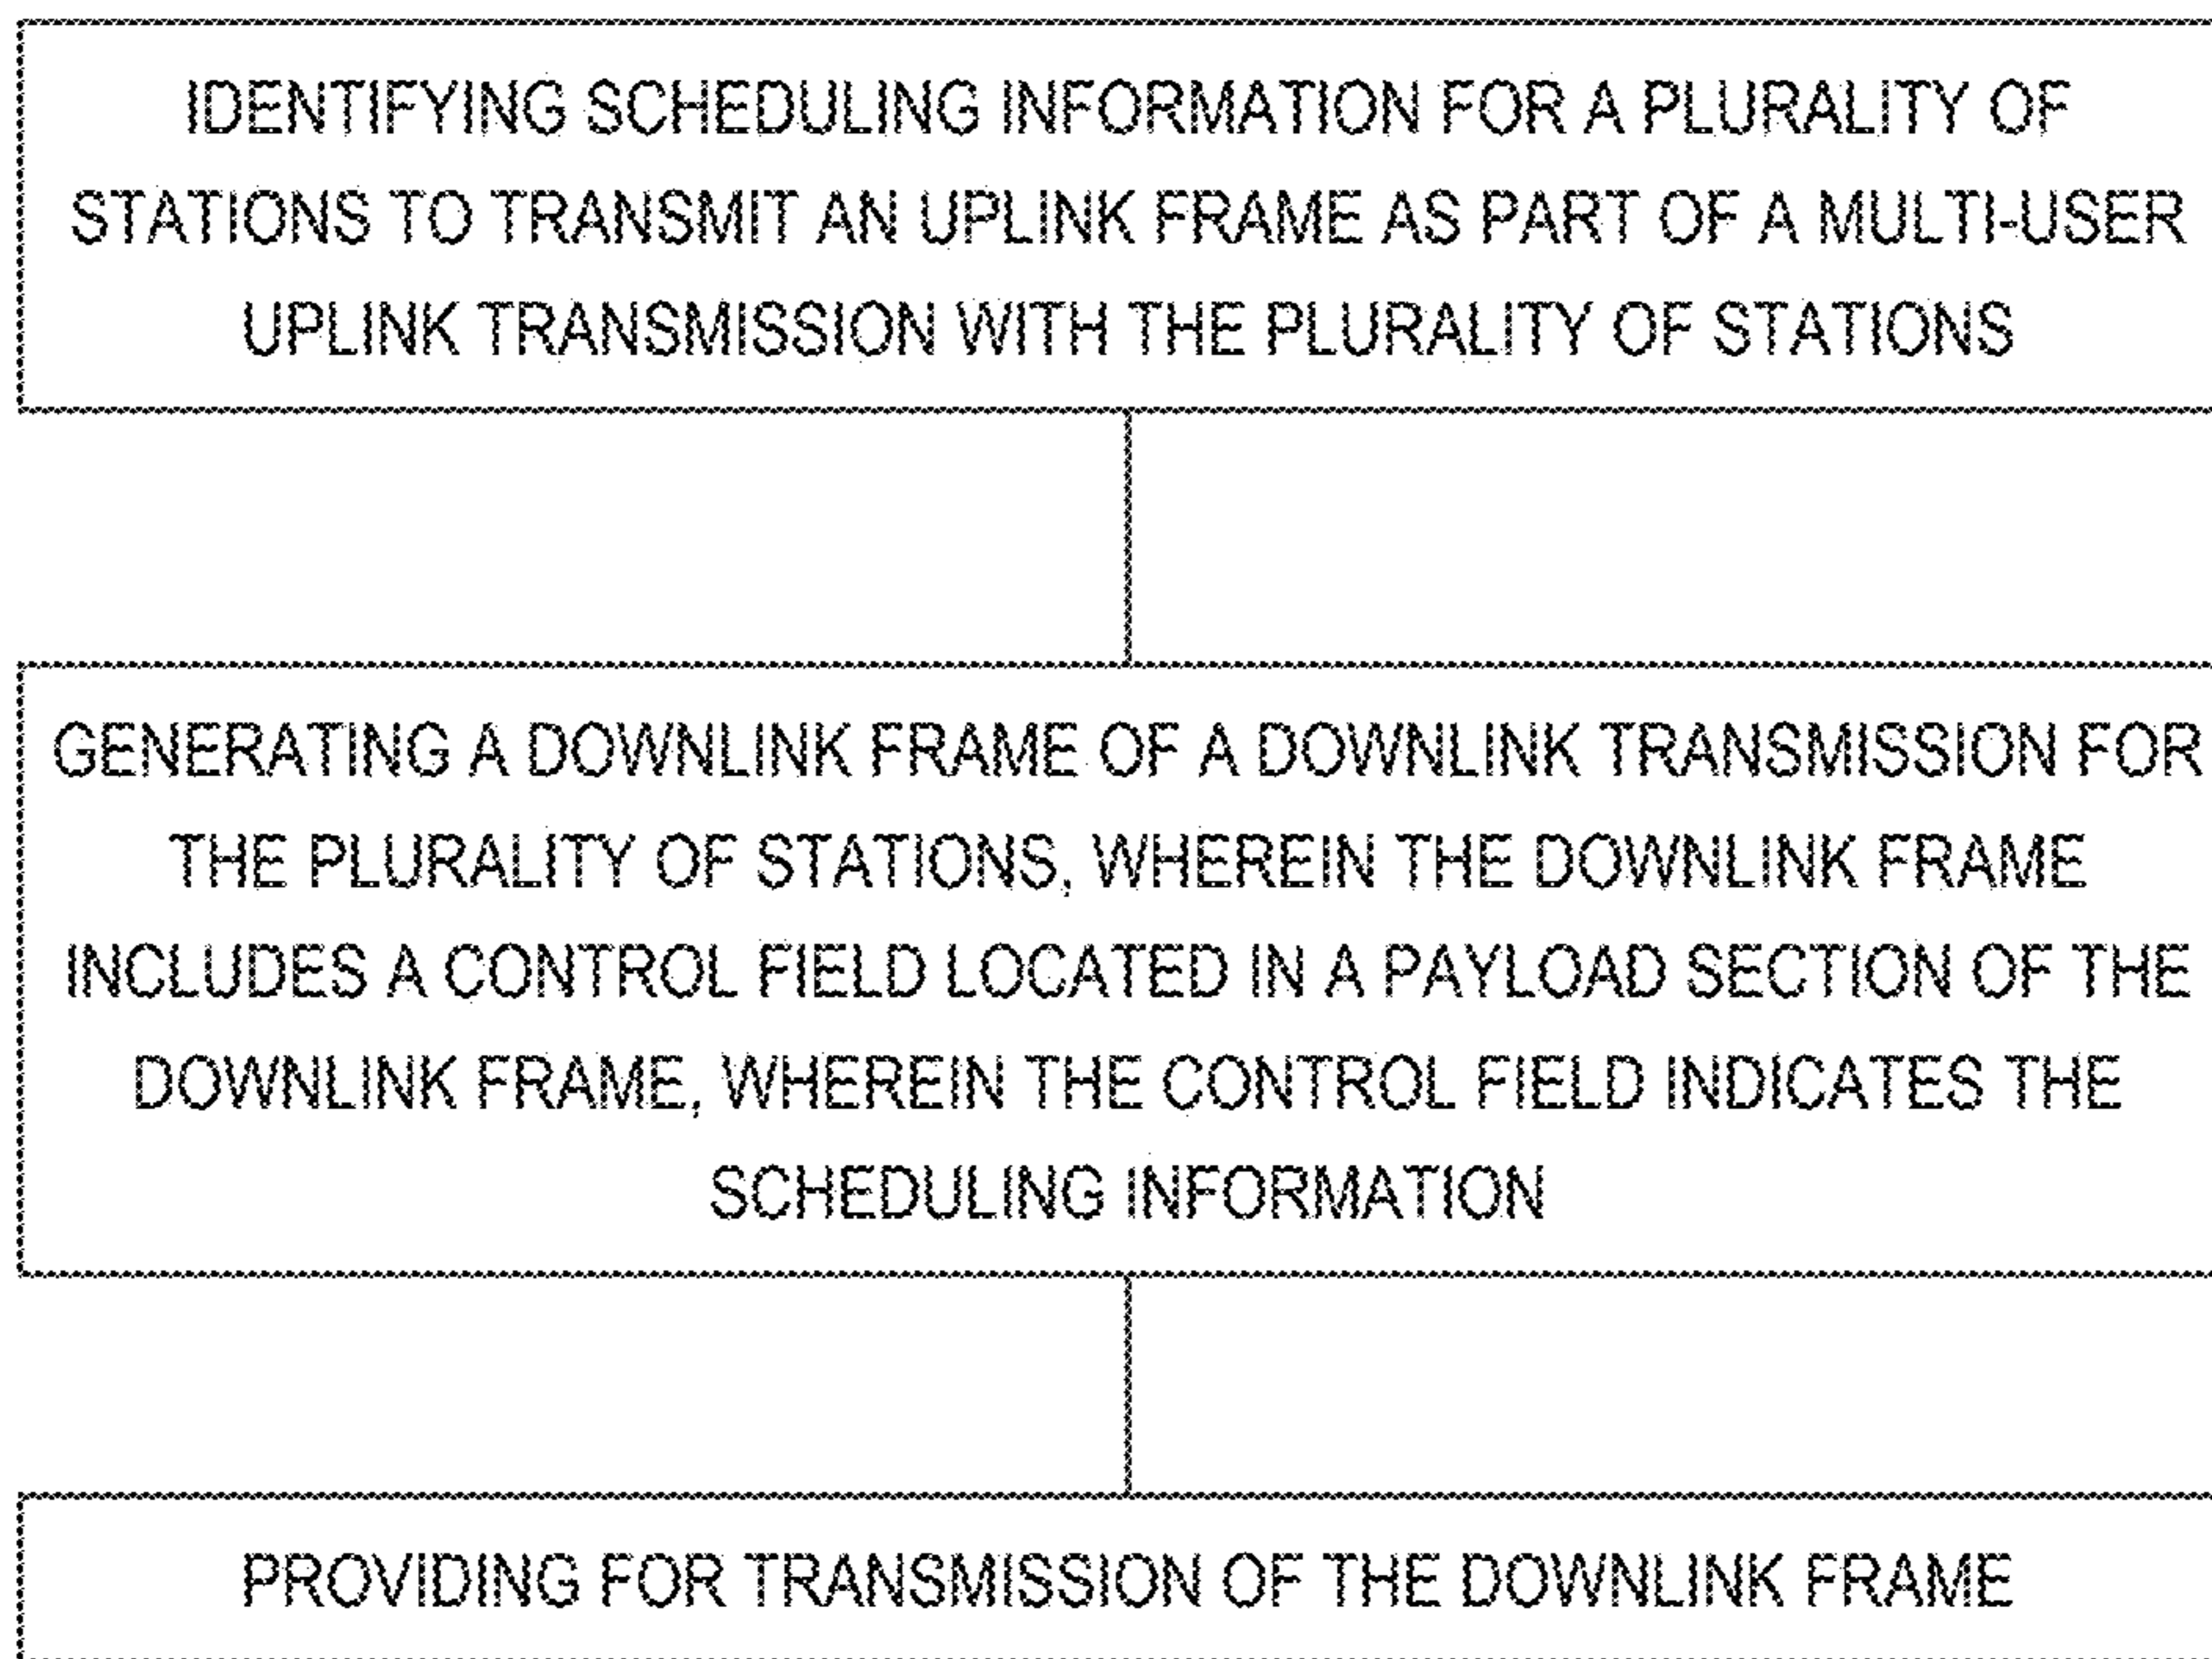 IDENTIFYING SCHEDULING INFORMATION FOR A PLURALITY OF
STATIONS TO TRANSMIT AN UPLINK FRAME AS PART OF A MULTI-USER
UPLINK TRANSMISSION WITH THE PLURALITY OF STATIONS
GENERATING A DOWNLINK FRAME OF A DOWNLINK TRANSMISSION FOR
THE PLURALITY OF STATIONS, WHEREIN THE DOWNLINK FRAME
INCLUDES A CONTROL FIELD LOCATED IN A PAYLOAD SECTION OF THE
DOWNLINK FRAME, WHEREIN THE CONTROL FIELD INDICATES THE
SCHEDULING INFORMATION
PROVIDING FOR TRANSMISSION OF THE DOWNLINK FRAME